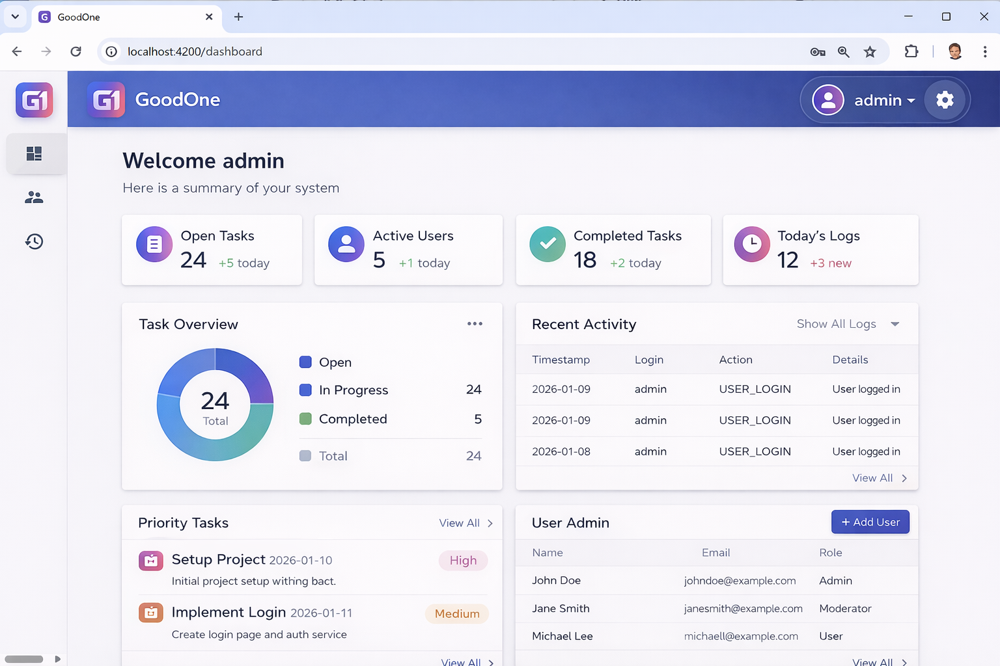 GoodOne
localhost:4200/dashboard
G1
G1 GoodOne
admin
Welcome admin
Here is a summary of your system
Open Tasks
24 +5 today
Active Users
5 +1 today
Completed Tasks
18 +2 today
Today's Logs
12 +3 new
Task Overview
24
Total
Open
In Progress 24
Completed 5
Total 24
Recent Activity Show All Logs
Timestamp Login Action Details
2026-01-09 admin USER_LOGIN User logged in
2026-01-09 admin USER_LOGIN User logged in
2026-01-08 admin USER_LOGIN User logged in
View All
Priority Tasks View All
Setup Project 2026-01-10 High
Initial project setup withing bact.
Implement Login 2026-01-11 Medium
Create login page and auth service
View All
User Admin + Add User
Name Email Role
John Doe johndoe@example.com Admin
Jane Smith janesmith@example.com Moderator
Michael Lee michaell@example.com User
View All